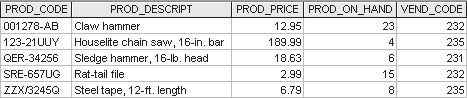 PROD_CODE PROD_DESCRIPT PROD_PRICE PROD_ON_HAND VEND_CODE
001278-AB Claw hammer 12.95 23 232
123-21UUY Houselite chain saw, 16-in. bar 189.99 4 235
QER-34256 Sledge hammer, 16-lb. head 18.63 6 231
SRE-657UG Rat-tail file 2.99 15 232
ZZX/3245Q Steel tape, 12-ft. length 6.79 8 235